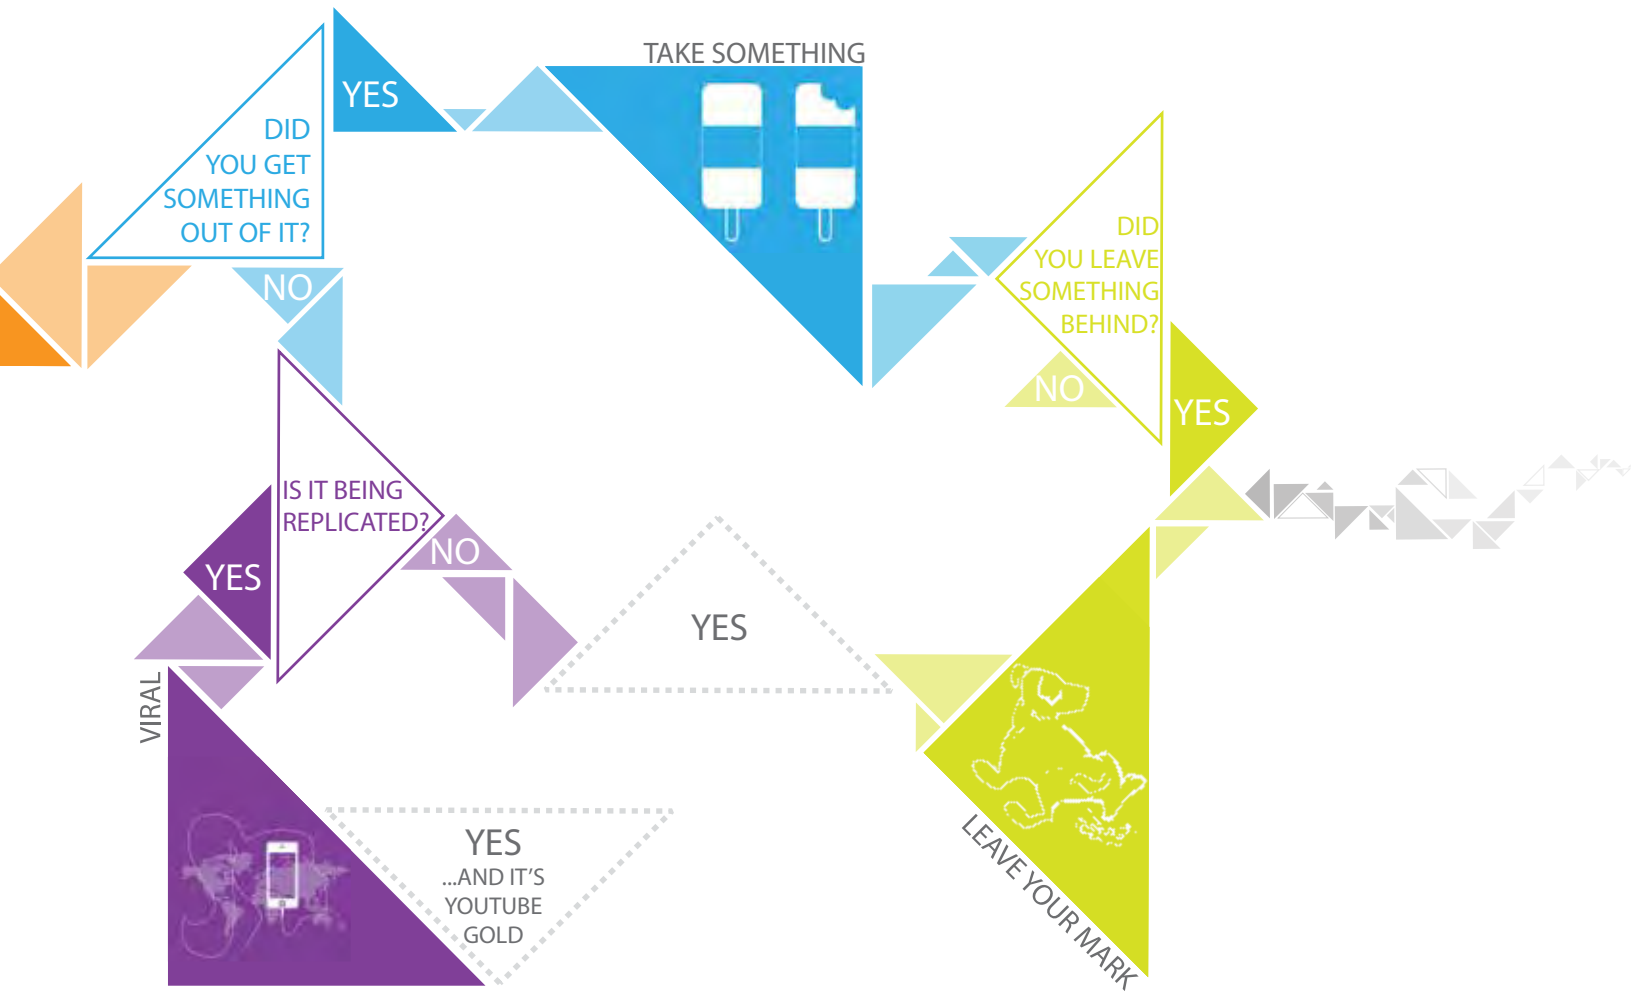 TAKE SOMETHING
YES
DID
YOU GET
SOMETHING
OUT OF IT?
NO
DID
YOU LEAVE
SOMETHING
BEHIND?
NO
YES
IS IT BEING
REPLICATED?
YES
NO
YES
VIRAL
YES
...AND IT'S
YOUTUBE
GOLD
LEAVE YOUR MARK